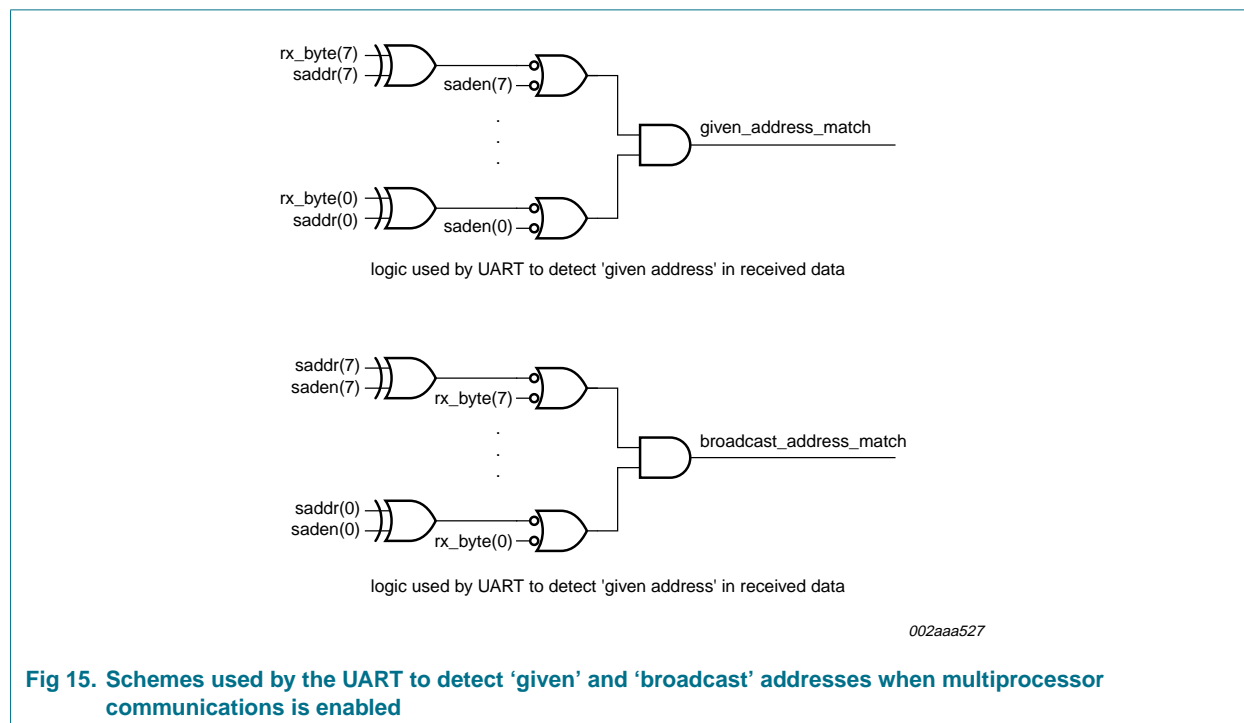 rx_byte(7)
saddr(7)
saden(7)
.
.
.
given_address_match
rx_byte(0)
saddr(0)
saden(0)
logic used by UART to detect 'given address' in received data
saddr(7)
saden(7)
rx_byte(7)
.
.
.
broadcast_address_match
saddr(0)
saden(0)
rx_byte(0)
logic used by UART to detect 'given address' in received data
002aaa527
Fig 15. Schemes used by the UART to detect ‘given’ and ‘broadcast’ addresses when multiprocessor
communications is enabled